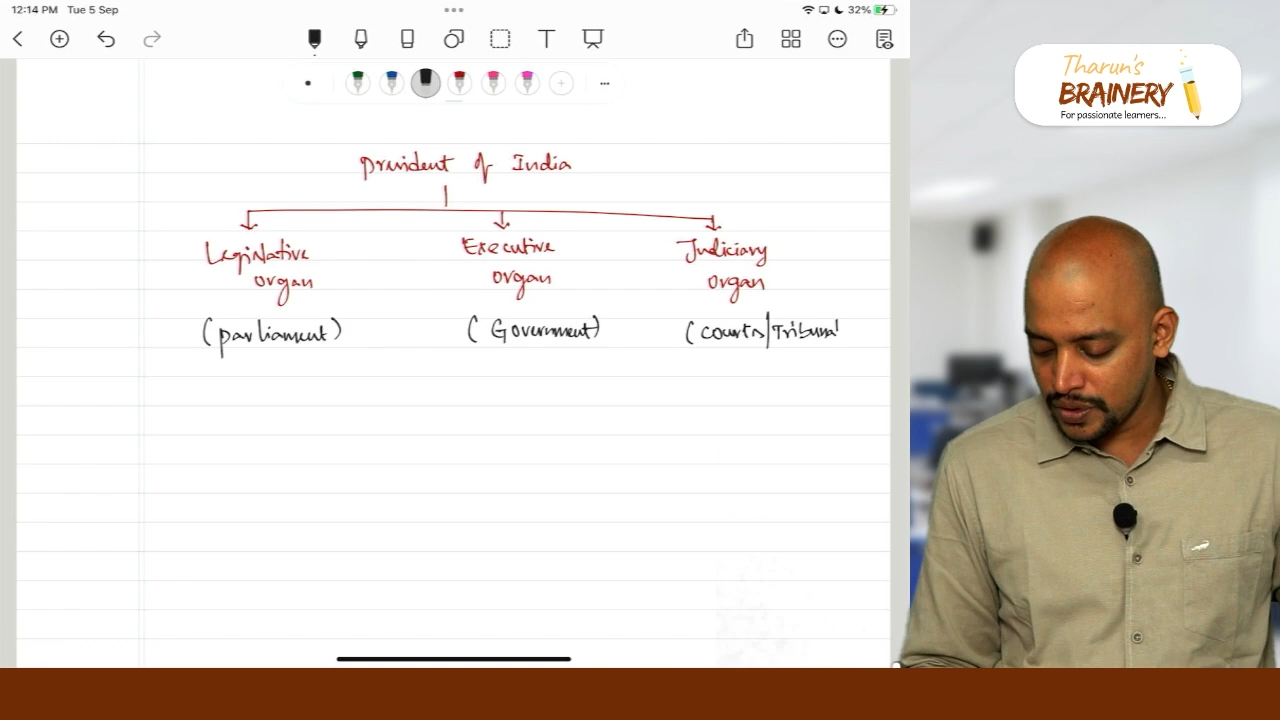 12:14 PM Tue 5 Sep
32%
T
Tharun's
BRAINERY
For passionate learners...
President of India
Legislative Executive Judiciary
organ organ organ
(parliament) (Government) (Courts/Tribunal